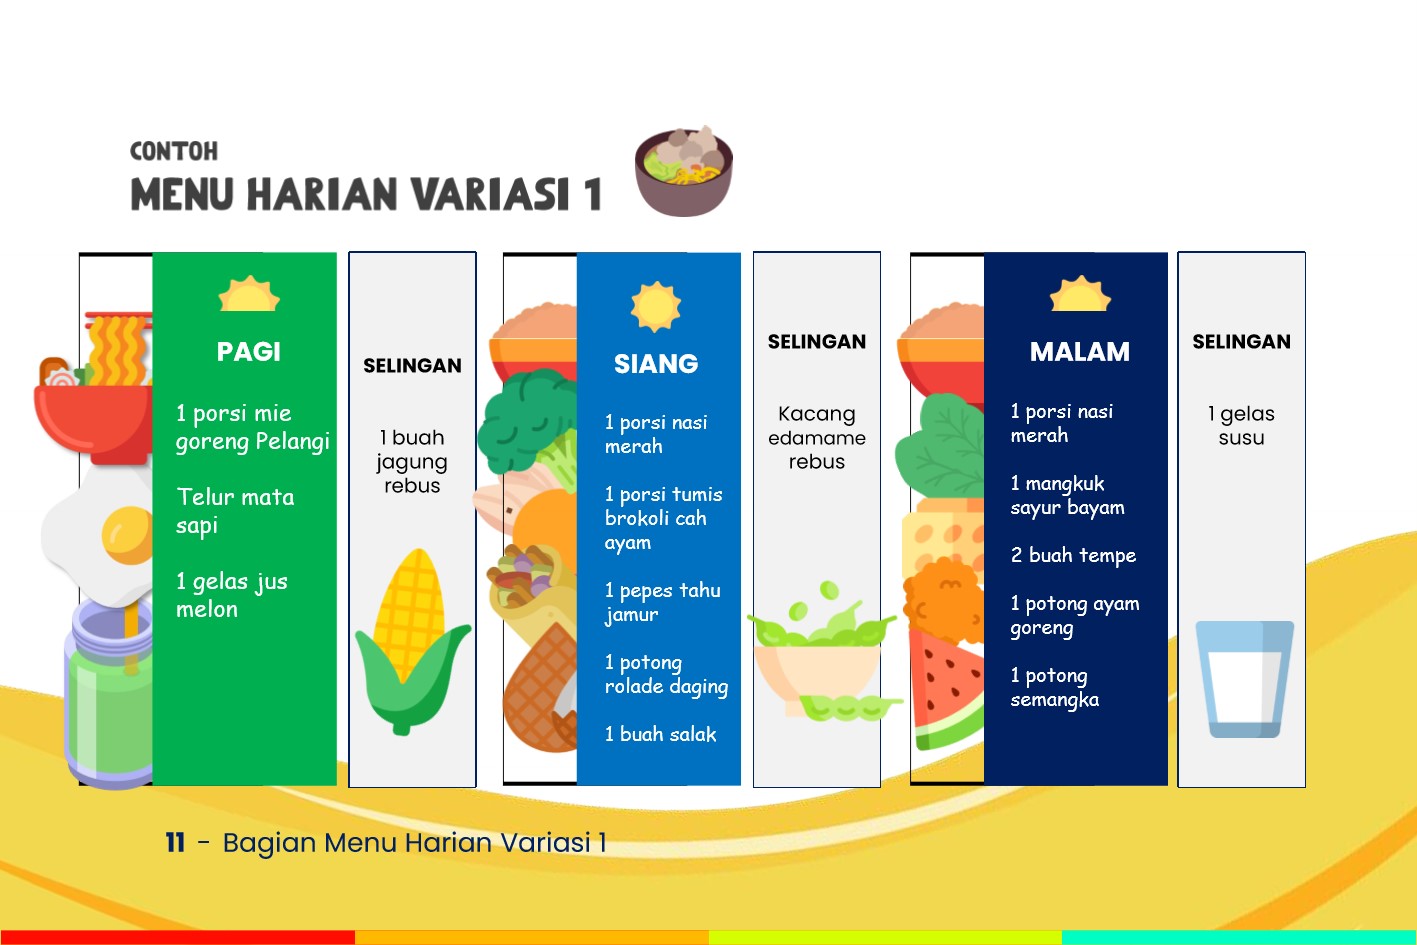 CONTOH
MENU HARIAN VARIASI 1
PAGI
1 porsi mie
goreng Pelangi
Telur mata
sapi
1 gelas jus
melon
SELINGAN
1 buah
jagung
rebus
SIANG
1 porsi nasi
merah
1 porsi tumis
brokoli cah
ayam
1 pepes tahu
jamur
1 potong
rolade daging
1 buah salak
SELINGAN
Kacang
edamame
rebus
MALAM
1 porsi nasi
merah
1 mangkuk
sayur bayam
2 buah tempe
1 potong ayam
goreng
1 potong
semangka
SELINGAN
1 gelas
susu
11 - Bagian Menu Harian Variasi 1